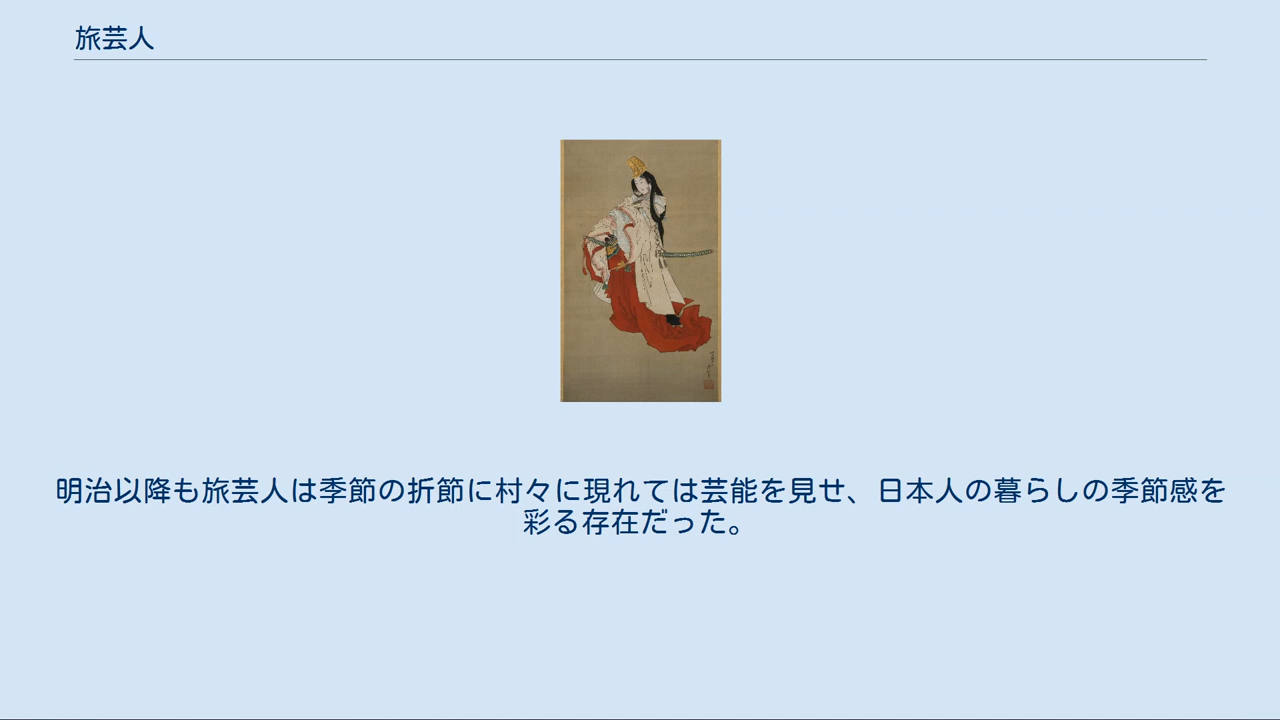 旅芸人
明治以降も旅芸人は季節の折節に村々に現れては芸能を見せ、日本人の暮らしの季節感を
彩る存在だった。